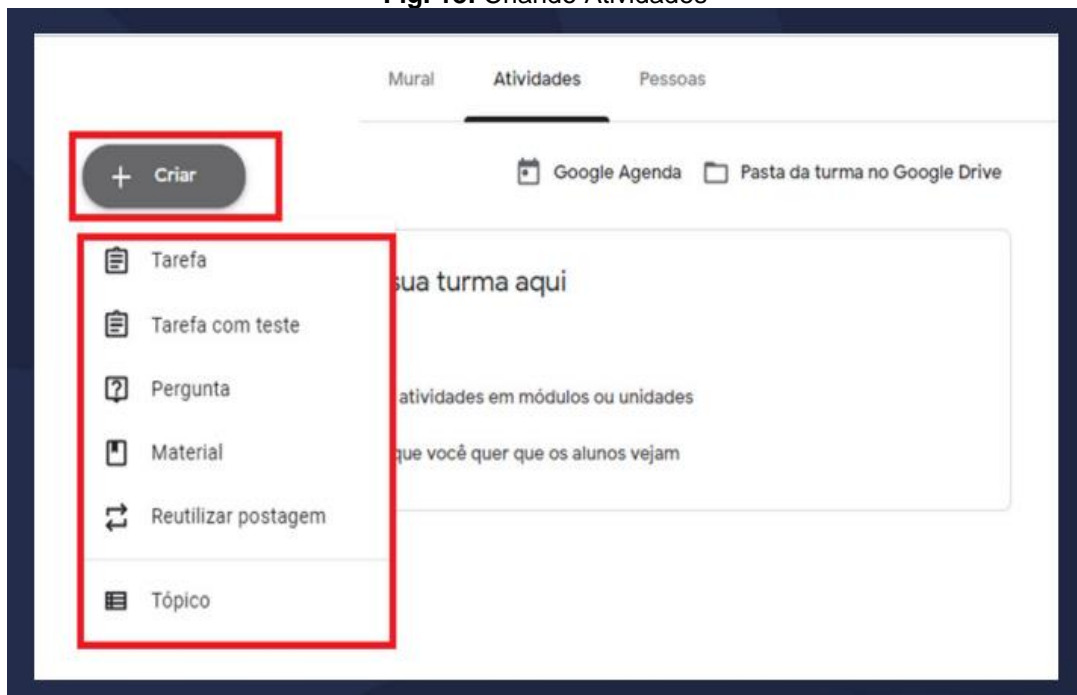 Mural Atividades Pessoas
+ Criar
Google Agenda Pasta da turma no Google Drive
Tarefa
sua turma aqui
Tarefa com teste
Pergunta
atividades em módulos ou unidades
Material
que você quer que os alunos vejam
Reutilizar postagem
Tópico